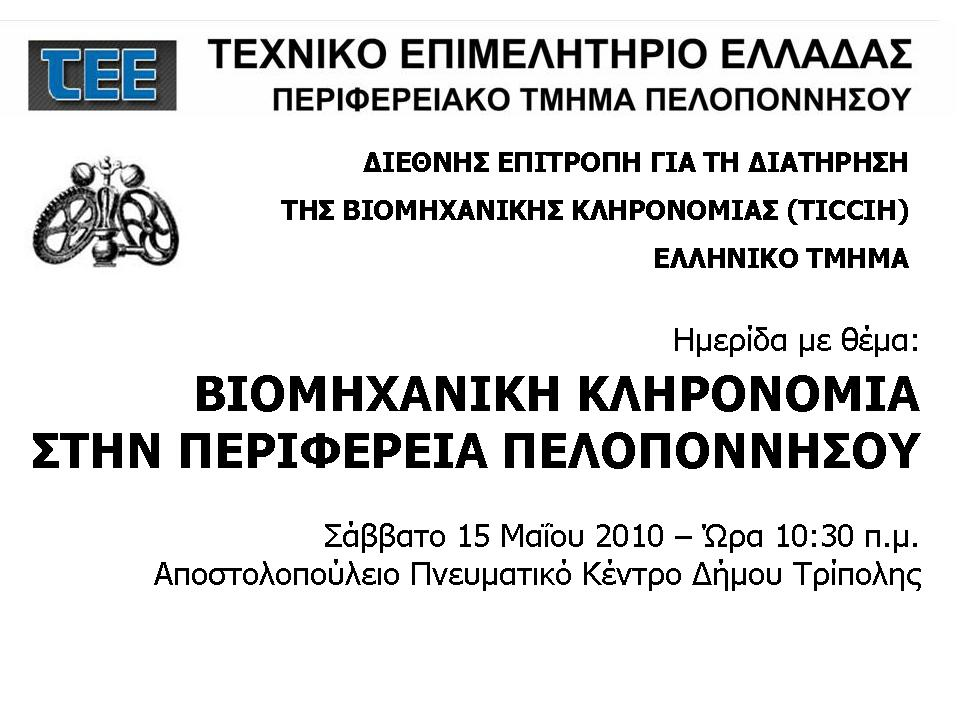 ΤΕΕ
ΤΕΧΝΙΚΟ ΕΠΙΜΕΛΗΤΗΡΙΟ ΕΛΛΑΔΑΣ
ΠΕΡΙΦΕΡΕΙΑΚΟ ΤΜΗΜΑ ΠΕΛΟΠΟΝΝΗΣΟΥ
ΔΙΕΘΝΗΣ ΕΠΙΤΡΟΠΗ ΓΙΑ ΤΗ ΔΙΑΤΗΡΗΣΗ
ΤΗΣ ΒΙΟΜΗΧΑΝΙΚΗΣ ΚΛΗΡΟΝΟΜΙΑΣ (TICCIH)
ΕΛΛΗΝΙΚΟ ΤΜΗΜΑ
Ημερίδα με θέμα:
ΒΙΟΜΗΧΑΝΙΚΗ ΚΛΗΡΟΝΟΜΙΑ
ΣΤΗΝ ΠΕΡΙΦΕΡΕΙΑ ΠΕΛΟΠΟΝΝΗΣΟΥ
Σάββατο 15 Μαΐου 2010 – Ώρα 10:30 π.μ.
Αποστολοπούλειο Πνευματικό Κέντρο Δήμου Τρίπολης